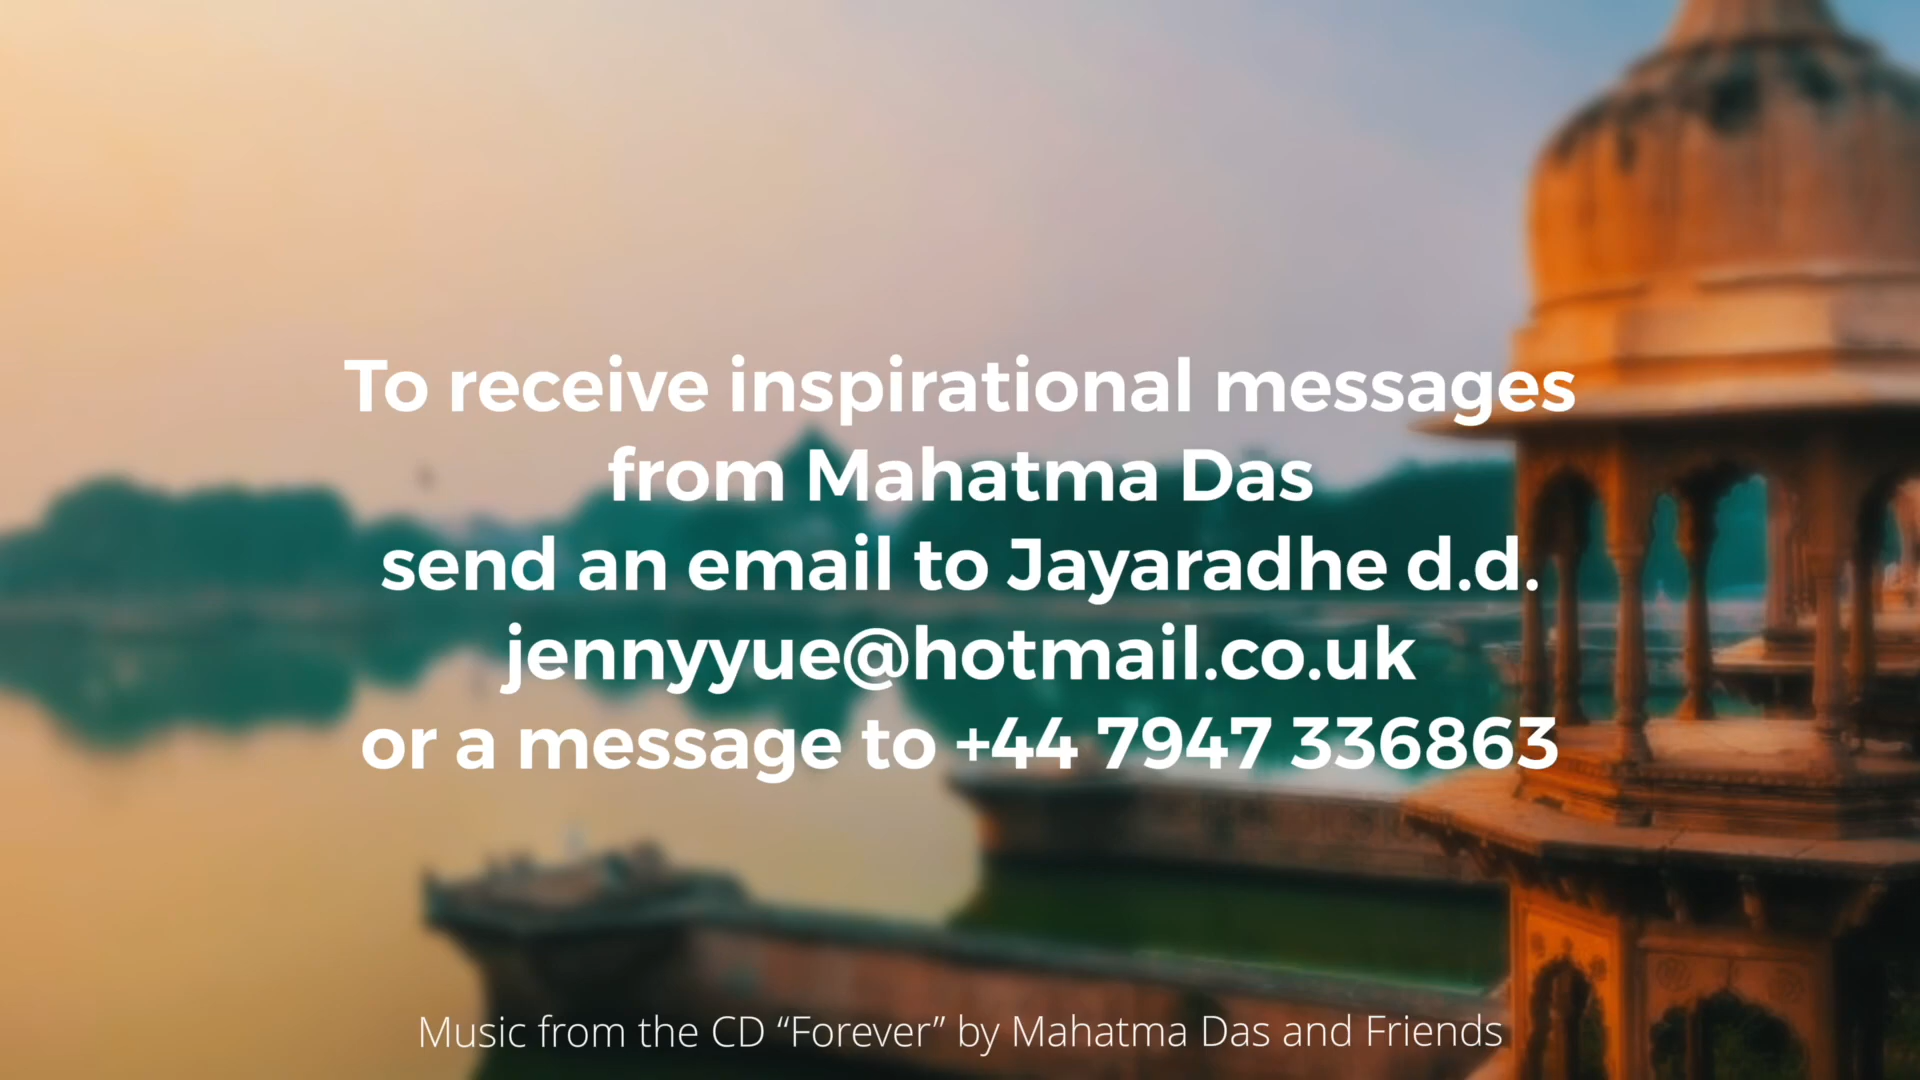 To receive inspirational messages
from Mahatma Das
send an email to Jayaradhe d.d.
jennyyue@hotmail.co.uk
or a message to +44 7947 336863
Music from the CD “Forever” by Mahatma Das and Friends